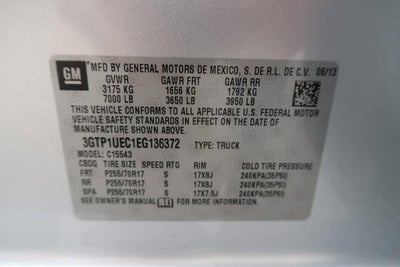 GM
MFD BY GENERAL MOTORS DE MEXICO, S. DE R.L. DE C.V. 06/13
GVWR GAWR FRT GAWR RR
3175 KG 1656 KG 1792 KG
7000 LB 3650 LB 3950 LB
THIS VEHICLE CONFORMS TO ALL APPLICABLE U.S. FEDERAL MOTOR
VEHICLE SAFETY STANDARDS IN EFFECT ON THE DATE OF
MANUFACTURE SHOWN ABOVE.
3GTP1UEC1EG136372 TYPE: TRUCK
MODEL: C15543
CBDQ TIRE SIZE SPEED RTG RIM COLD TIRE PRESSURE
FRT P255/70R17 S 17X8J 240KPA(35PSI)
RR P255/70R17 S 17X8J 240KPA(35PSI)
SPA P255/70R17 S 17X7.5J 240KPA(35PSI)
SEE OWNER'S MANUAL FOR MORE INFORMATION.